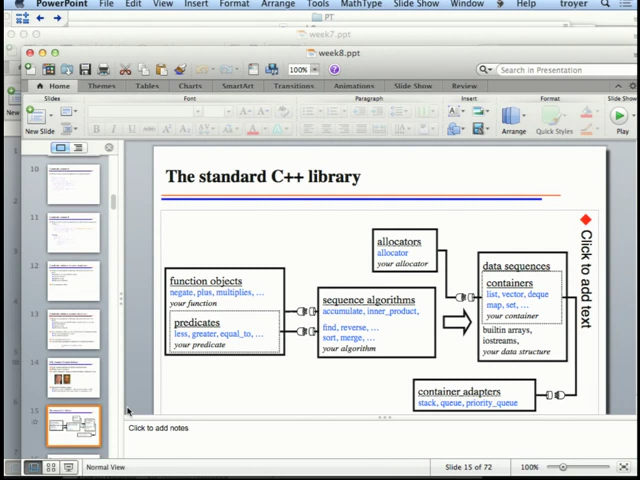 PowerPoint File Edit View Insert Format Arrange Tools MathType Slide Show Window Help troyer
PT
week7.ppt
week8.ppt
100%
Search in Presentation
Home Themes Tables Charts SmartArt Transitions Animations Slide Show Review
Slides Font Paragraph Insert Format
New Slide Arrange Quick Styles Play
10
11
12
13
14
15
The standard C++ library
allocators
allocator
your allocator
function objects
negate, plus, multiplies, …
your function
predicates
less, greater, equal_to, …
your predicate
sequence algorithms
accumulate, inner_product,
find, reverse, …
sort, merge, …
your algorithm
data sequences
containers
list, vector, deque
map, set, …
your container
builtin arrays,
iostreams,
your data structure
container adapters
stack, queue, priority_queue
Click to add text
Click to add notes
Normal View Slide 15 of 72 100%